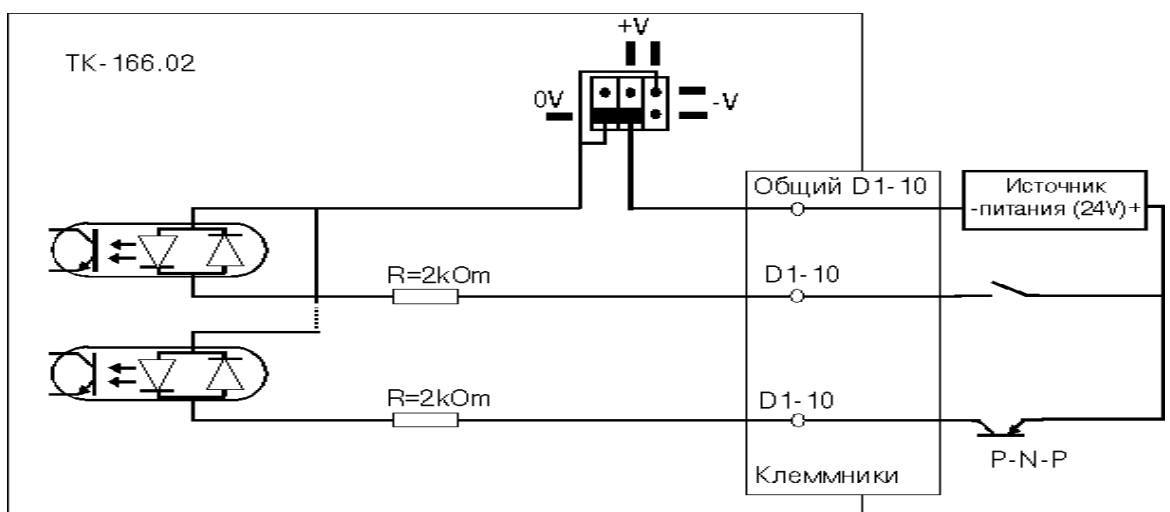 +V
TK-166.02
0V
-V
Общий D1-10
Источник
-питания (24V)+
R=2kOm
D1-10
R=2kOm
D1-10
P-N-P
Клеммники